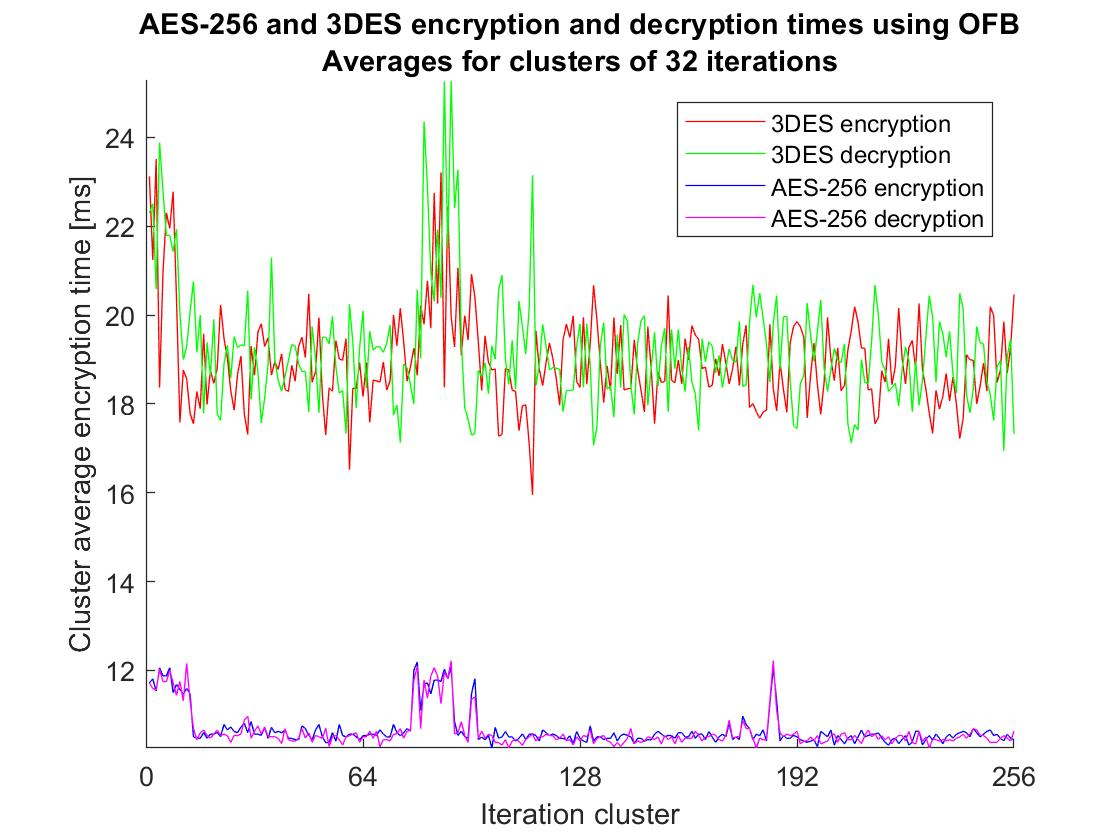 AES-256 and 3DES encryption and decryption times using OFB
Averages for clusters of 32 iterations
3DES encryption
3DES decryption
AES-256 encryption
AES-256 decryption
Cluster average encryption time [ms]
24
22
20
18
16
14
12
0 64 128 192 256
Iteration cluster